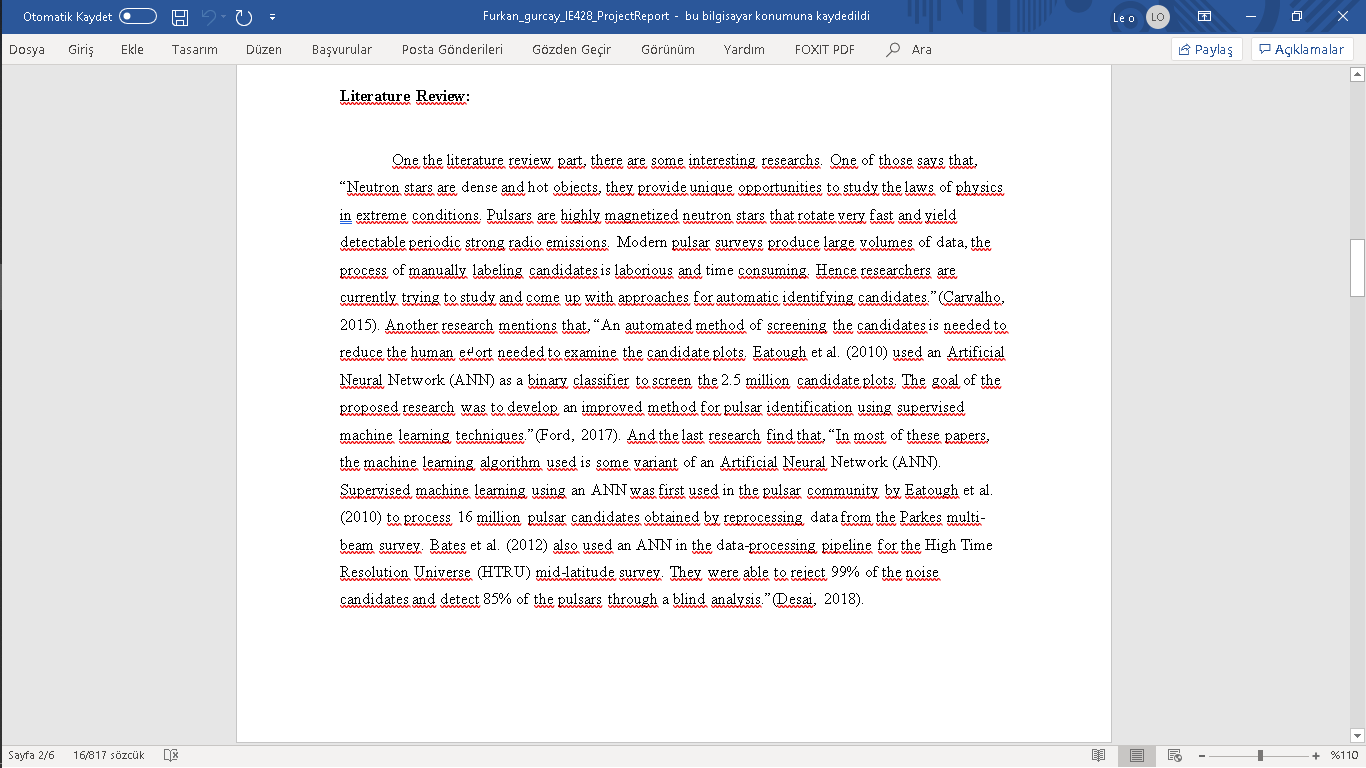 Otomatik Kaydet
Furkan_gurcay_IE428_ProjectReport - bu bilgisayar konumuna kaydedildi
Le o
LO
Dosya Giriş Ekle Tasarım Düzen Başvurular Posta Gönderileri Gözden Geçir Görünüm Yardım FOXIT PDF Ara Paylaş Açıklamalar
Literature Review:
One the literature review part, there are some interesting researchs. One of those says that,
“Neutron stars are dense and hot objects, they provide unique opportunities to study the laws of physics
in extreme conditions. Pulsars are highly magnetized neutron stars that rotate very fast and yield
detectable periodic strong radio emissions. Modern pulsar surveys produce large volumes of data, the
process of manually labeling candidates is laborious and time consuming. Hence researchers are
currently trying to study and come up with approaches for automatic identifying candidates.”(Carvalho,
2015). Another research mentions that, “An automated method of screening the candidates is needed to
reduce the human e↵ort needed to examine the candidate plots. Eatough et al. (2010) used an Artificial
Neural Network (ANN) as a binary classifier to screen the 2.5 million candidate plots. The goal of the
proposed research was to develop an improved method for pulsar identification using supervised
machine learning techniques.”(Ford, 2017). And the last research find that, “In most of these papers,
the machine learning algorithm used is some variant of an Artificial Neural Network (ANN).
Supervised machine learning using an ANN was first used in the pulsar community by Eatough et al.
(2010) to process 16 million pulsar candidates obtained by reprocessing data from the Parkes multi-
beam survey. Bates et al. (2012) also used an ANN in the data-processing pipeline for the High Time
Resolution Universe (HTRU) mid-latitude survey. They were able to reject 99% of the noise
candidates and detect 85% of the pulsars through a blind analysis.”(Desai, 2018).
Sayfa 2/6 16/817 sözcük %110